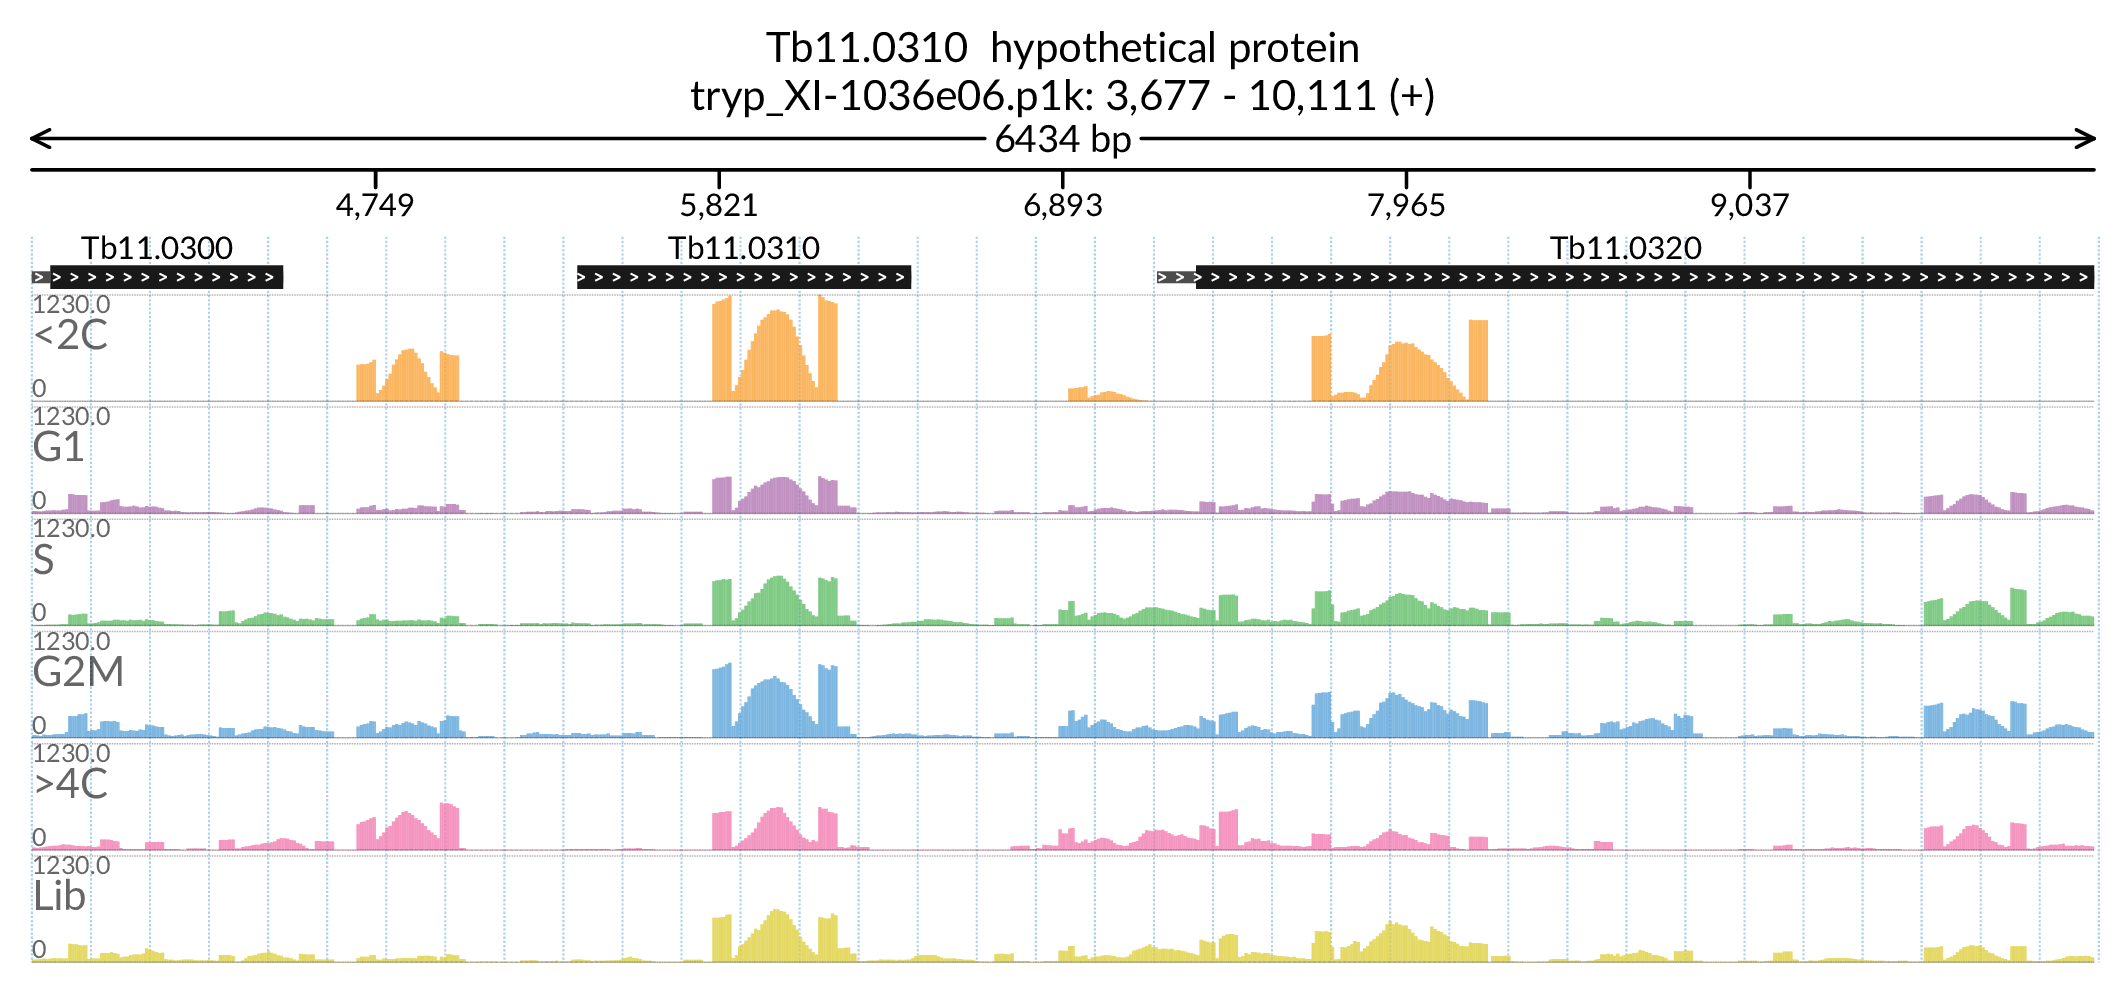 Tb11.0310 hypothetical protein
tryp_XI-1036e06.p1k: 3,677 - 10,111 (+)
6434 bp
4,749 5,821 6,893 7,965 9,037
Tb11.0300 Tb11.0310 Tb11.0320
1230.0
<2C
0
1230.0
G1
0
1230.0
S
0
1230.0
G2M
0
1230.0
>4C
0
1230.0
Lib
0